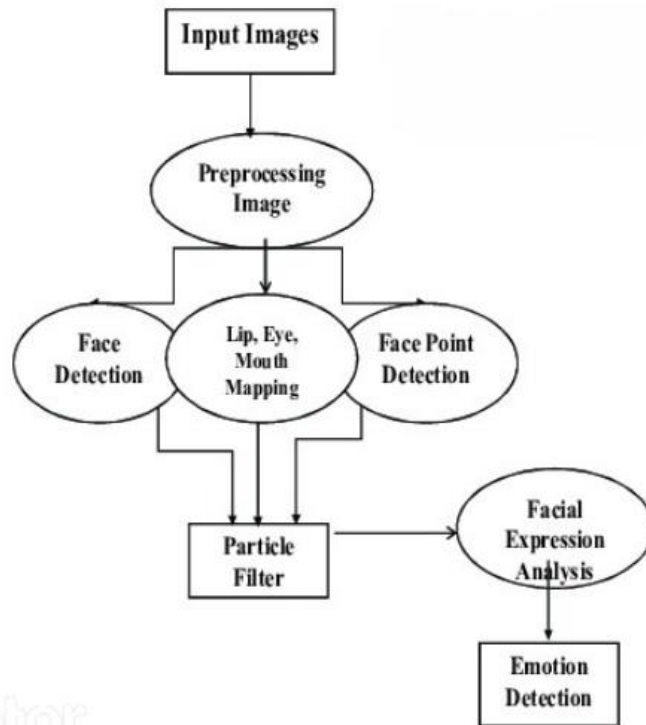 Input Images
Preprocessing
Image
Face
Detection
Lip, Eye,
Mouth
Mapping
Face Point
Detection
Particle
Filter
Facial
Expression
Analysis
Emotion
Detection